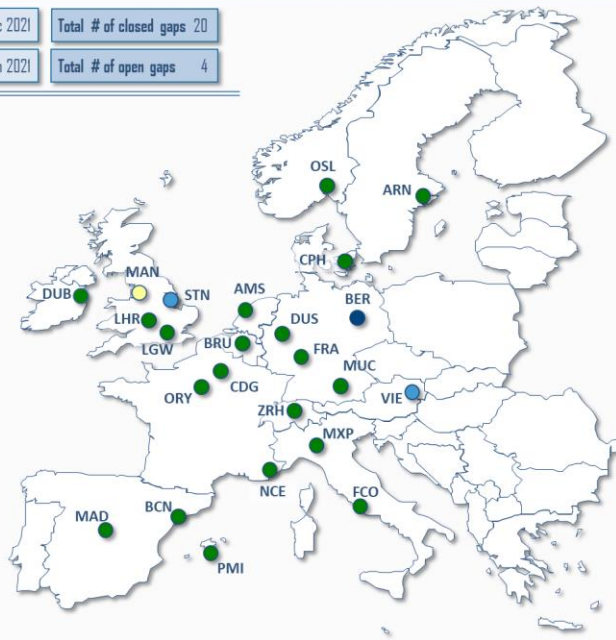 2021
Total # of closed gaps 20
2021
Total # of open gaps 4
OSL
ARN
CPH
MAN
DUB
STN
AMS
BER
LHR
DUS
LGW
BRU
FRA
MUC
CDG
ORY
VIE
ZRH
MXP
NCE
FCO
BCN
MAD
PMI